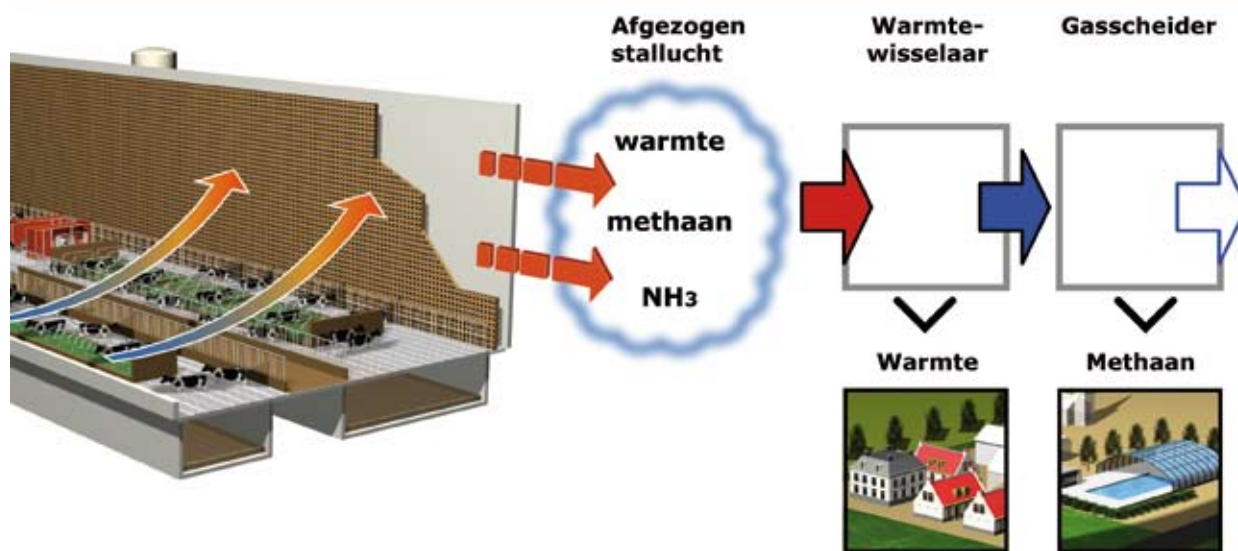 Afgezogen
stallucht
Warmte-
wisselaar
Gasscheider
warmte
methaan
NH3
Warmte
Methaan